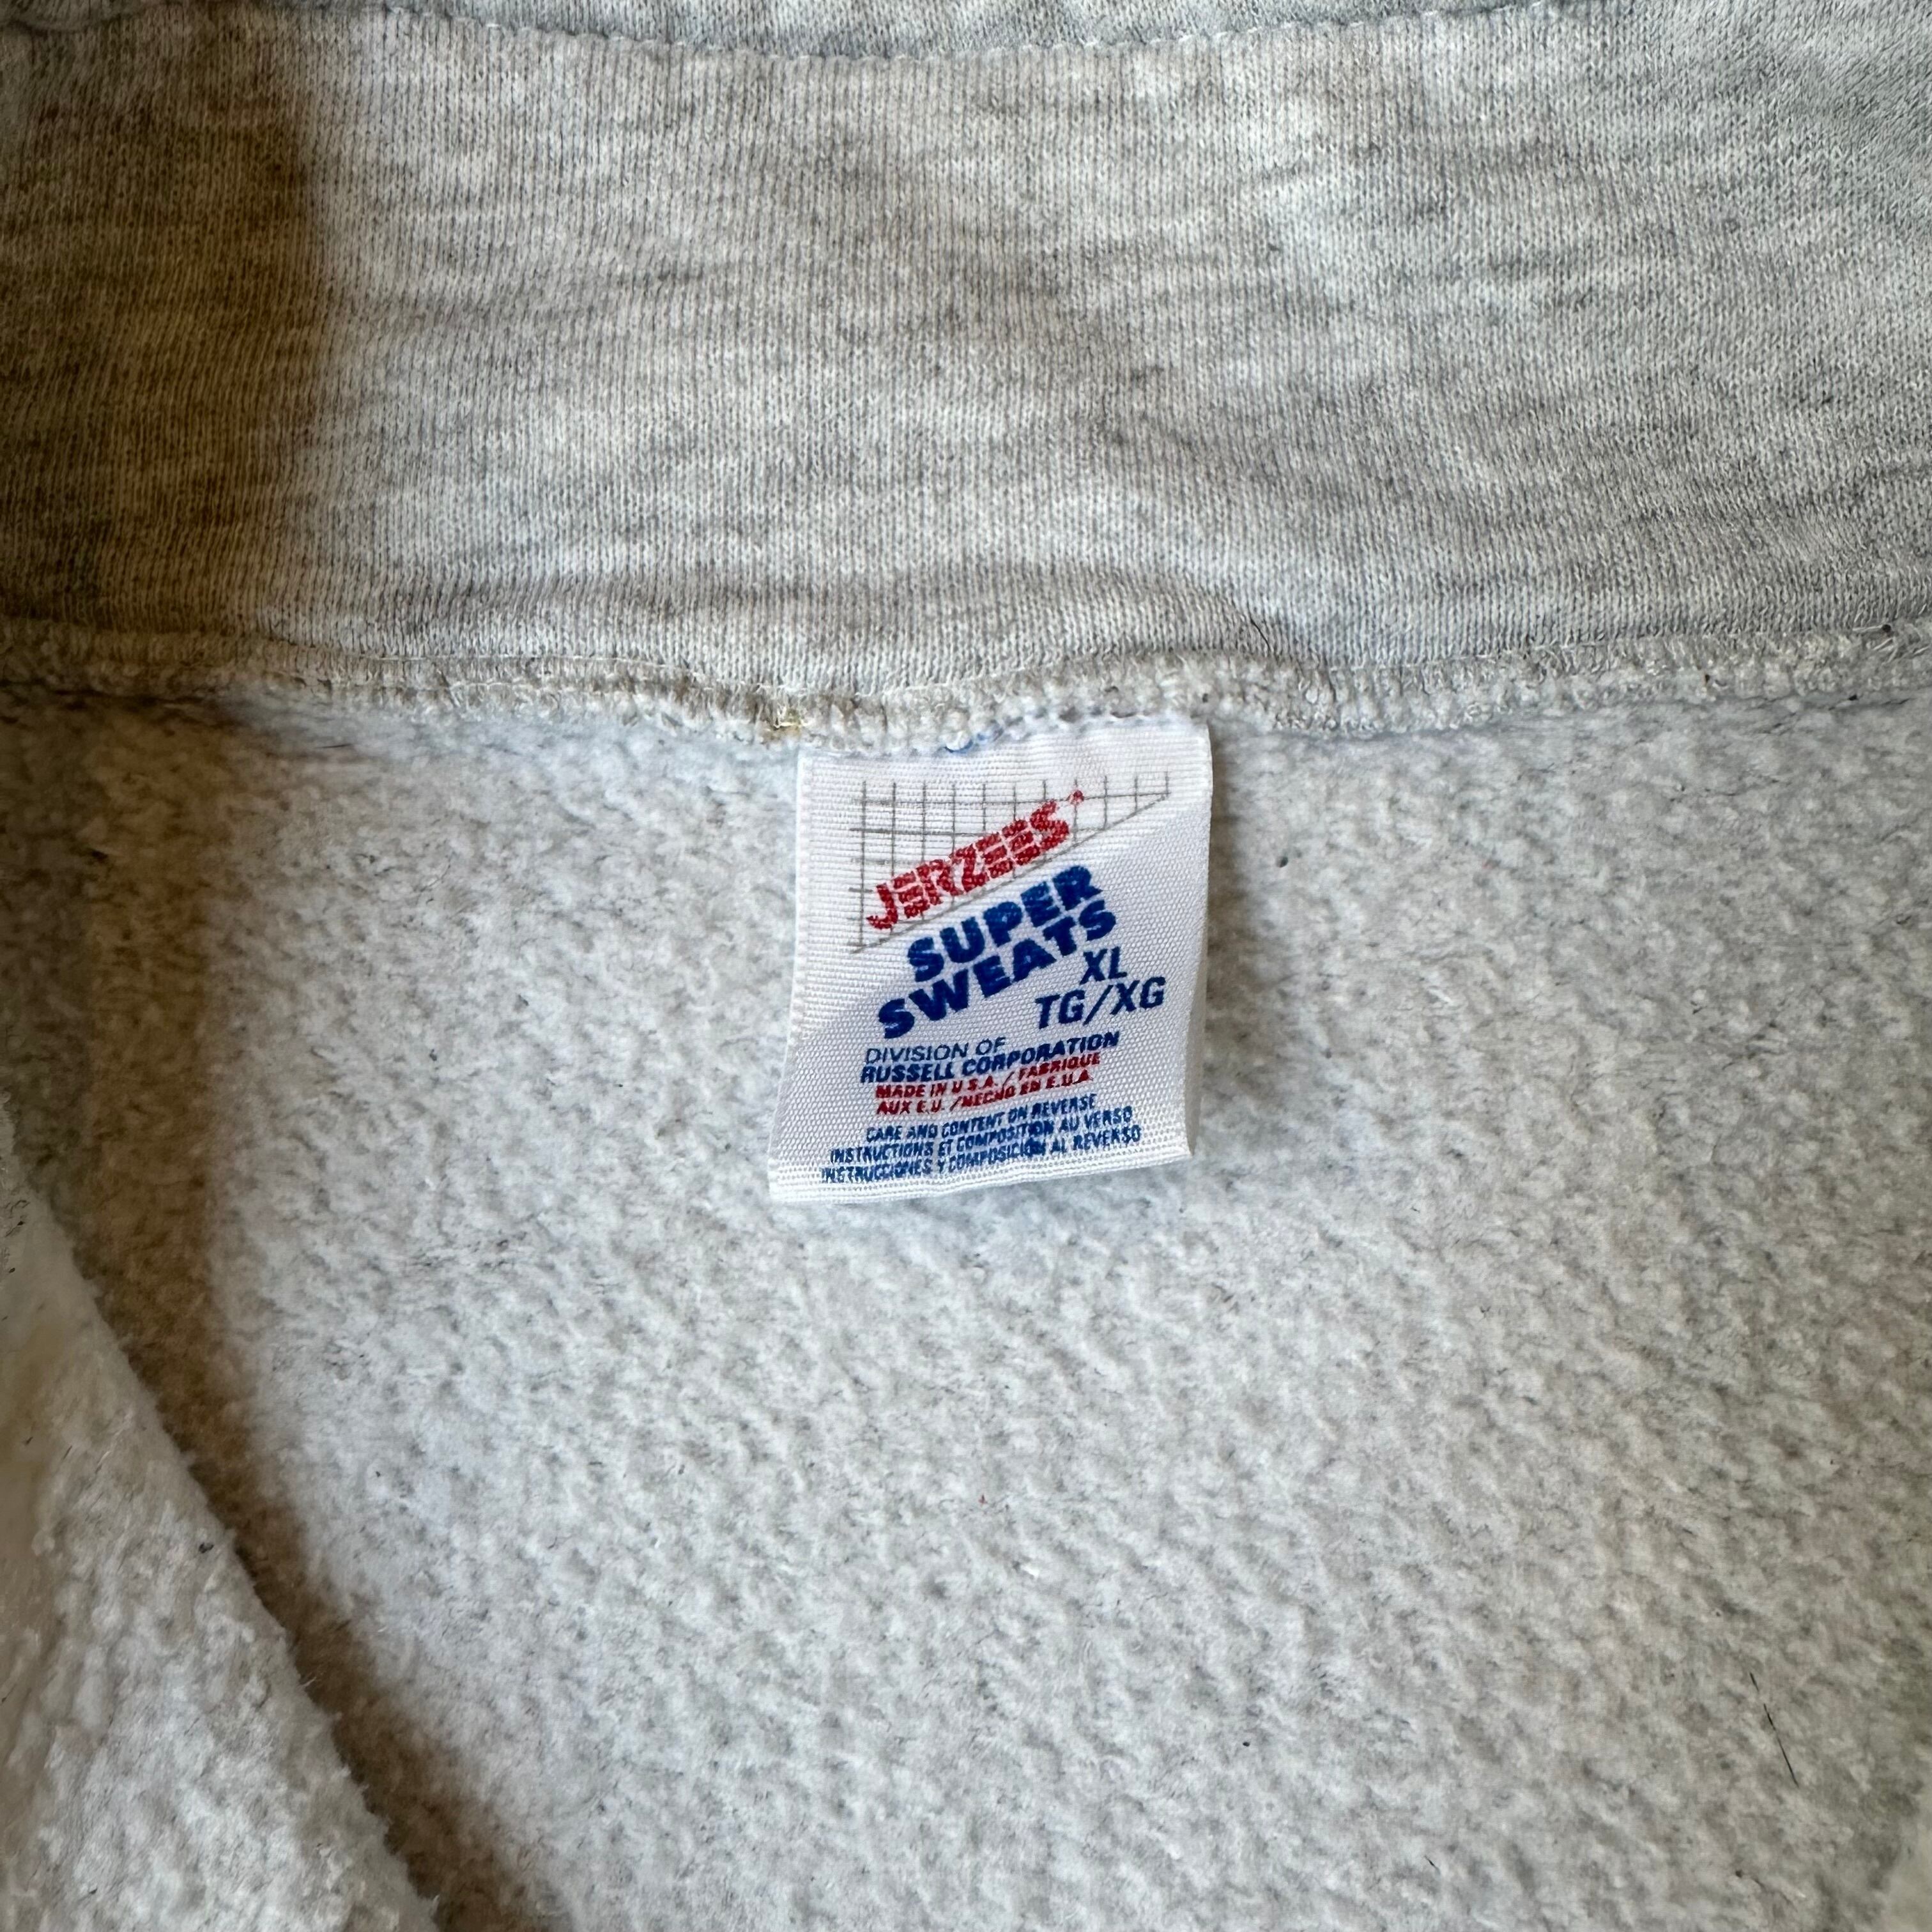 JERZEES®
SUPER
SWEATS
XL
TG/XG
DIVISION OF
RUSSELL CORPORATION
MADE IN U.S.A./FABRIQUE
AUX E.U./HECHO EN E.U.A.
CARE AND CONTENT ON REVERSE
INSTRUCTIONS ET COMPOSITION AU VERSO
INSTRUCCIONES Y COMPOSICIÓN AL REVERSO